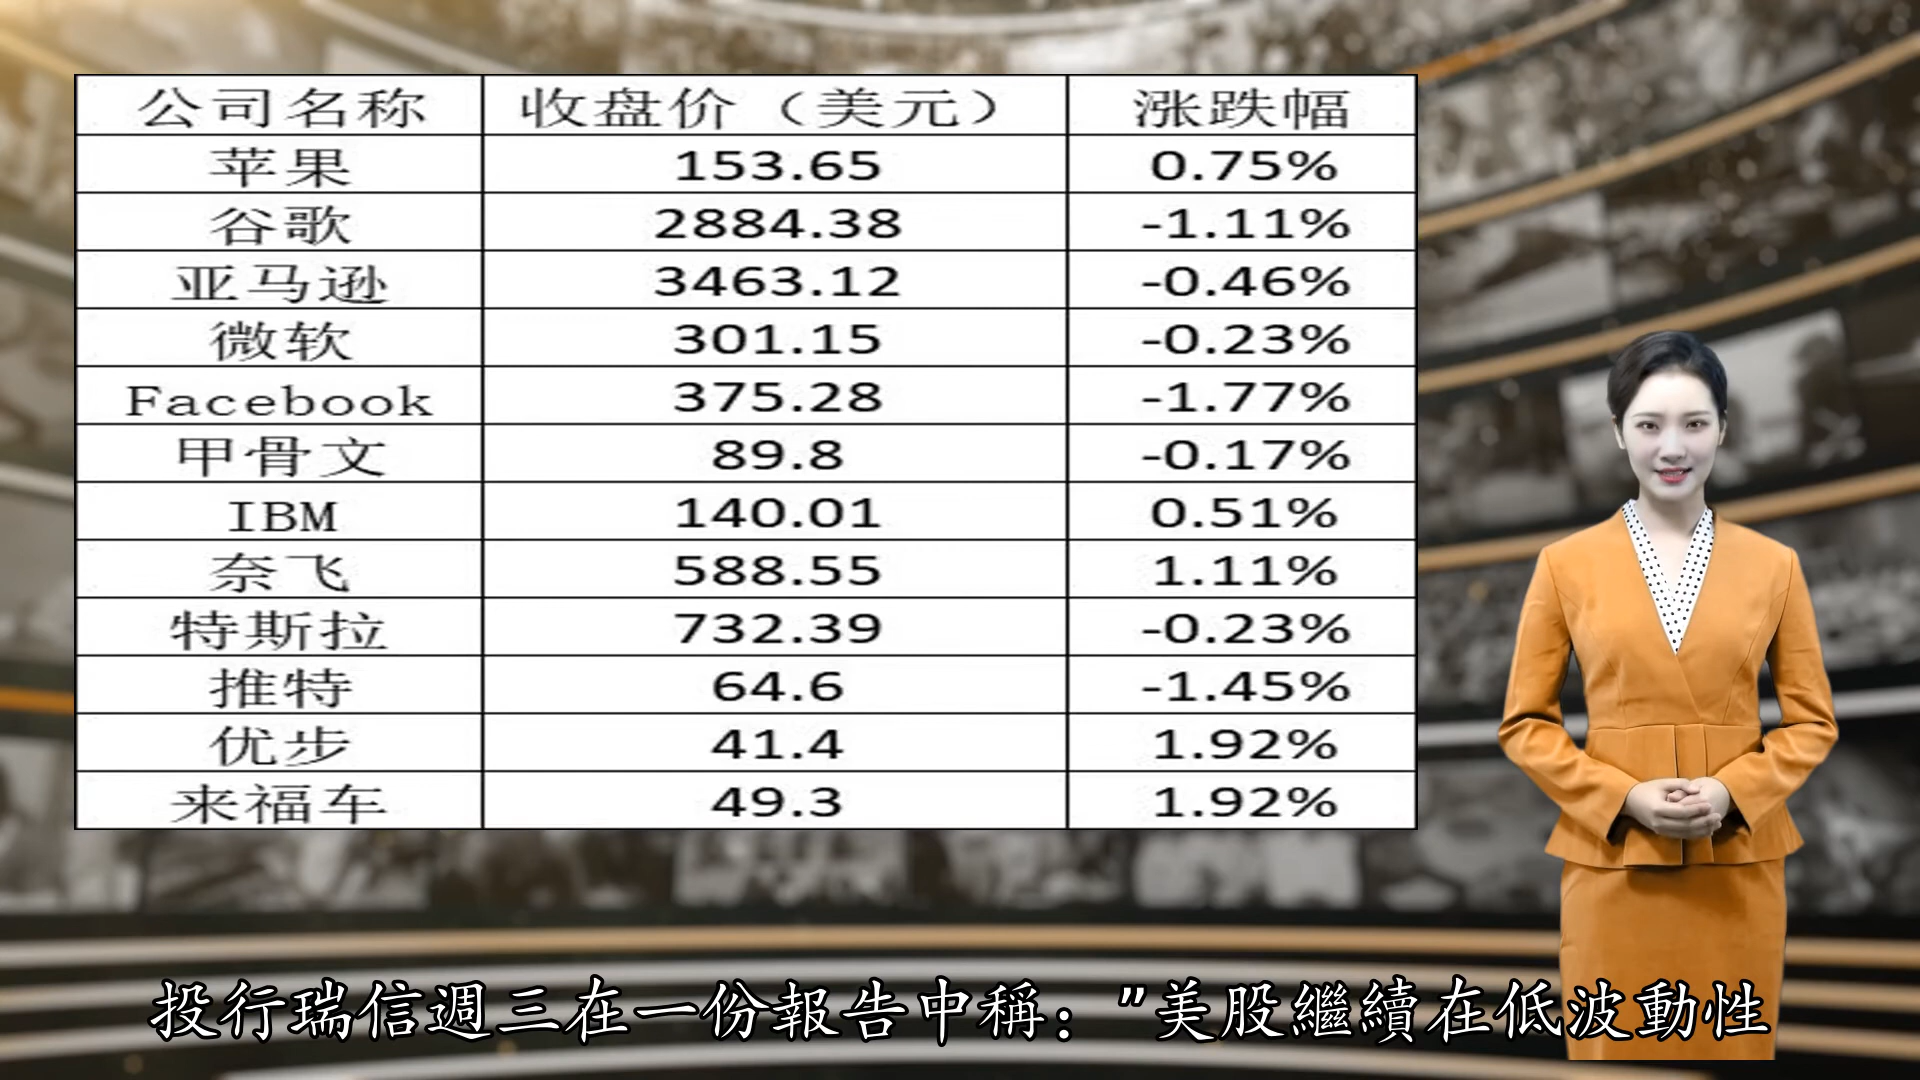 公司名称 收盘价（美元） 涨跌幅
苹果 153.65 0.75%
谷歌 2884.38 -1.11%
亚马逊 3463.12 -0.46%
微软 301.15 -0.23%
Facebook 375.28 -1.77%
甲骨文 89.8 -0.17%
IBM 140.01 0.51%
奈飞 588.55 1.11%
特斯拉 732.39 -0.23%
推特 64.6 -1.45%
优步 41.4 1.92%
来福车 49.3 1.92%
投行瑞信週三在一份報告中稱："美股繼續在低波動性